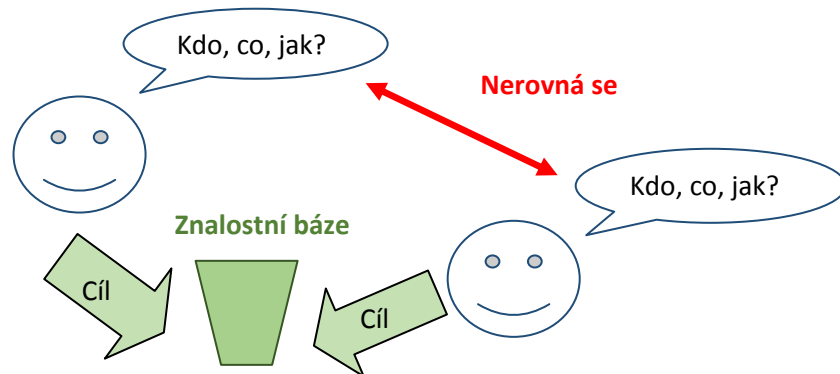 Kdo, co, jak?
Nerovná se
Kdo, co, jak?
Znalostní báze
Cíl
Cíl